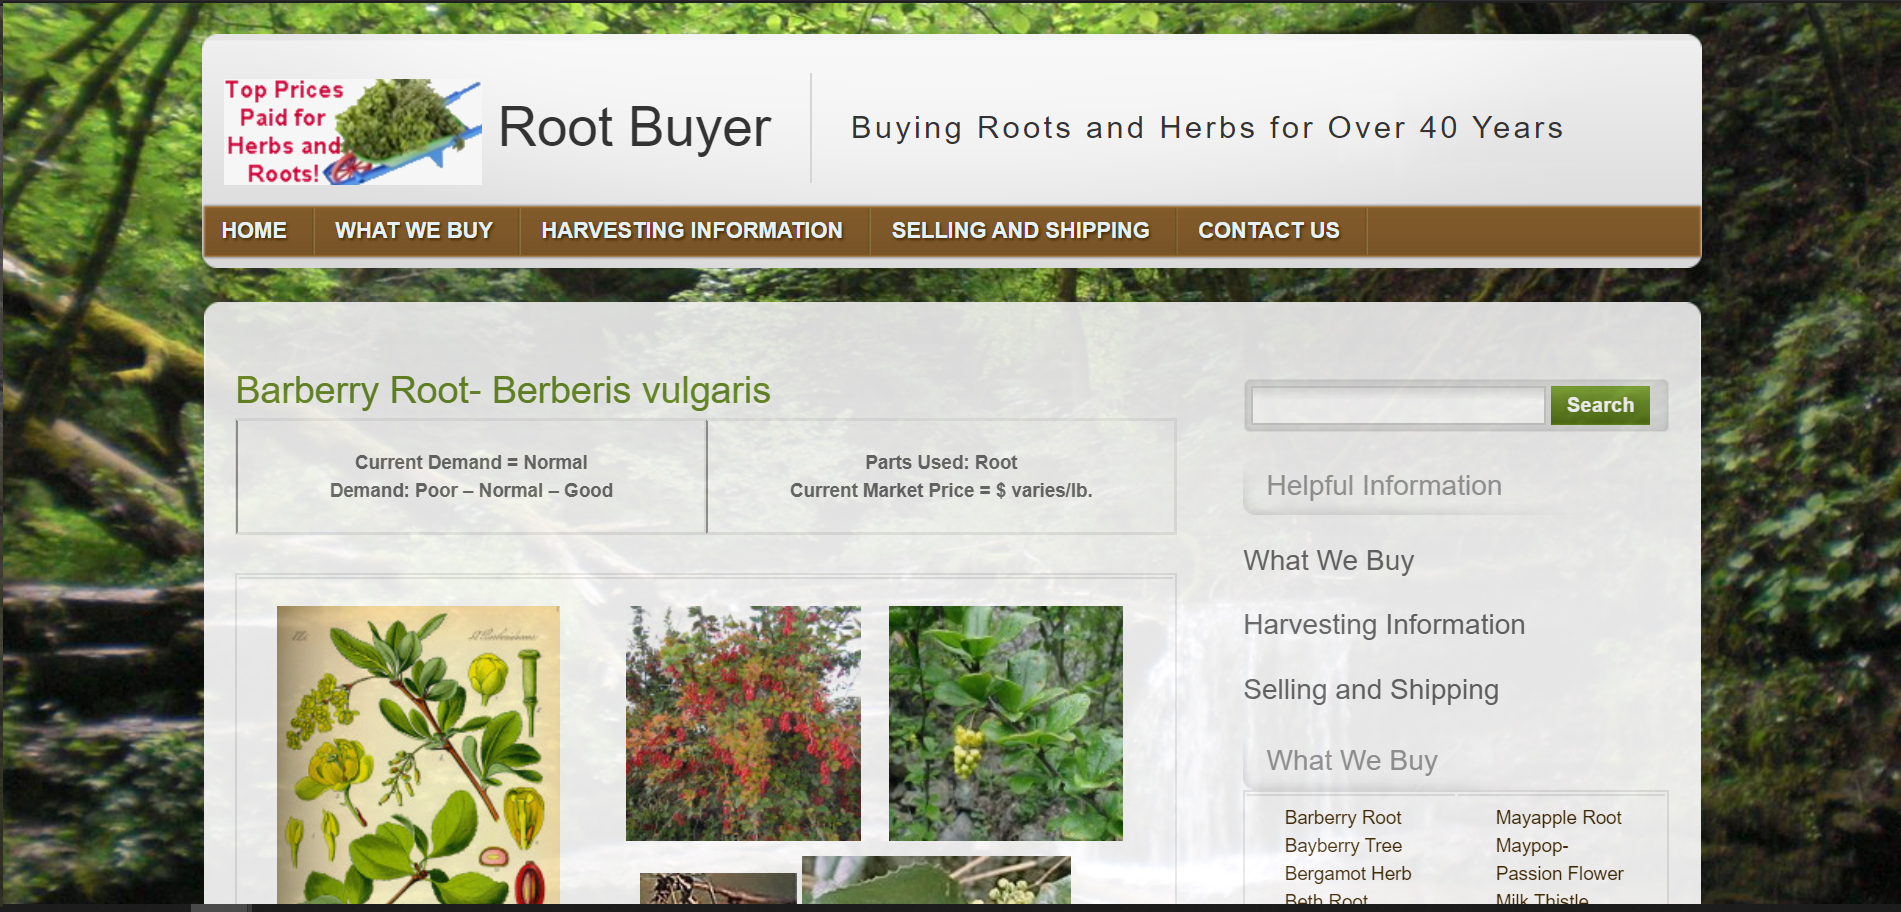 Top Prices
Paid for
Herbs and
Roots!
Root Buyer
Buying Roots and Herbs for Over 40 Years
HOME
WHAT WE BUY
HARVESTING INFORMATION
SELLING AND SHIPPING
CONTACT US
Barberry Root- Berberis vulgaris
Current Demand = Normal
Demand: Poor – Normal – Good
Parts Used: Root
Current Market Price = $ varies/lb.
Search
Helpful Information
What We Buy
Harvesting Information
Selling and Shipping
What We Buy
Barberry Root
Bayberry Tree
Bergamot Herb
Beth Root
Mayapple Root
Maypop-
Passion Flower
Milk Thistle